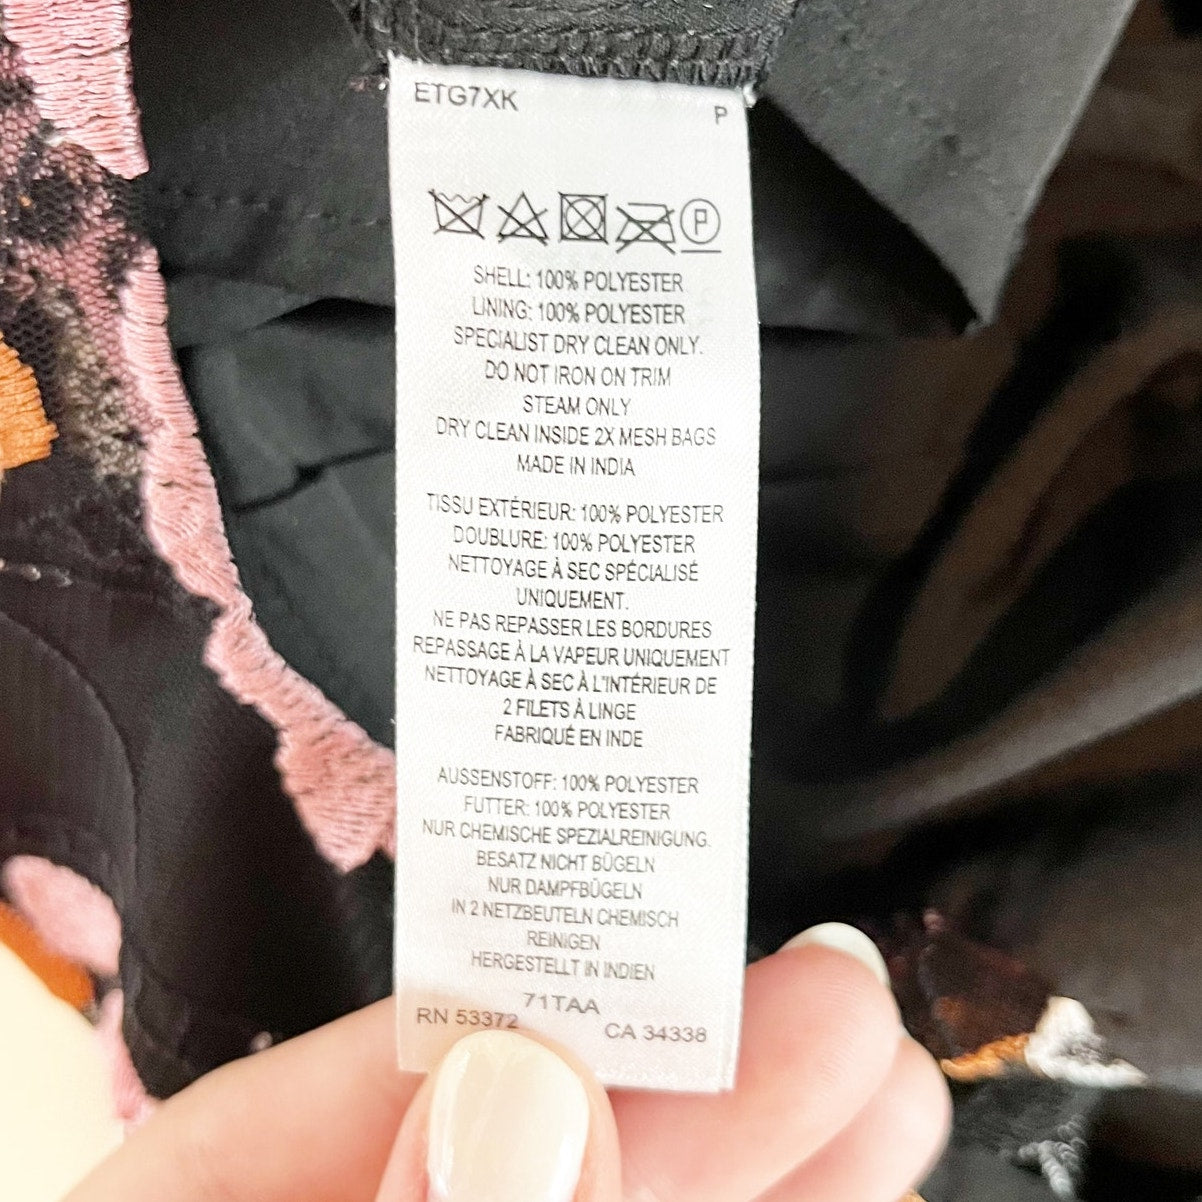 ETG7XK
P
P
SHELL: 100% POLYESTER
LINING: 100% POLYESTER
SPECIALIST DRY CLEAN ONLY.
DO NOT IRON ON TRIM
STEAM ONLY
DRY CLEAN INSIDE 2X MESH BAGS
MADE IN INDIA
TISSU EXTÉRIEUR: 100% POLYESTER
DOUBLURE: 100% POLYESTER
NETTOYAGE À SEC SPÉCIALISÉ
UNIQUEMENT.
NE PAS REPASSER LES BORDURES
REPASSAGE À LA VAPEUR UNIQUEMENT
NETTOYAGE À SEC À L'INTÉRIEUR DE
2 FILETS À LINGE
FABRIQUÉ EN INDE
AUSSENSTOFF: 100% POLYESTER
FUTTER: 100% POLYESTER
NUR CHEMISCHE SPEZIALREINIGUNG.
BESATZ NICHT BÜGELN
NUR DAMPFBÜGELN
IN 2 NETZBEUTELN CHEMISCH
REINIGEN
HERGESTELLT IN INDIEN
71TAA
RN 53372
CA 34338